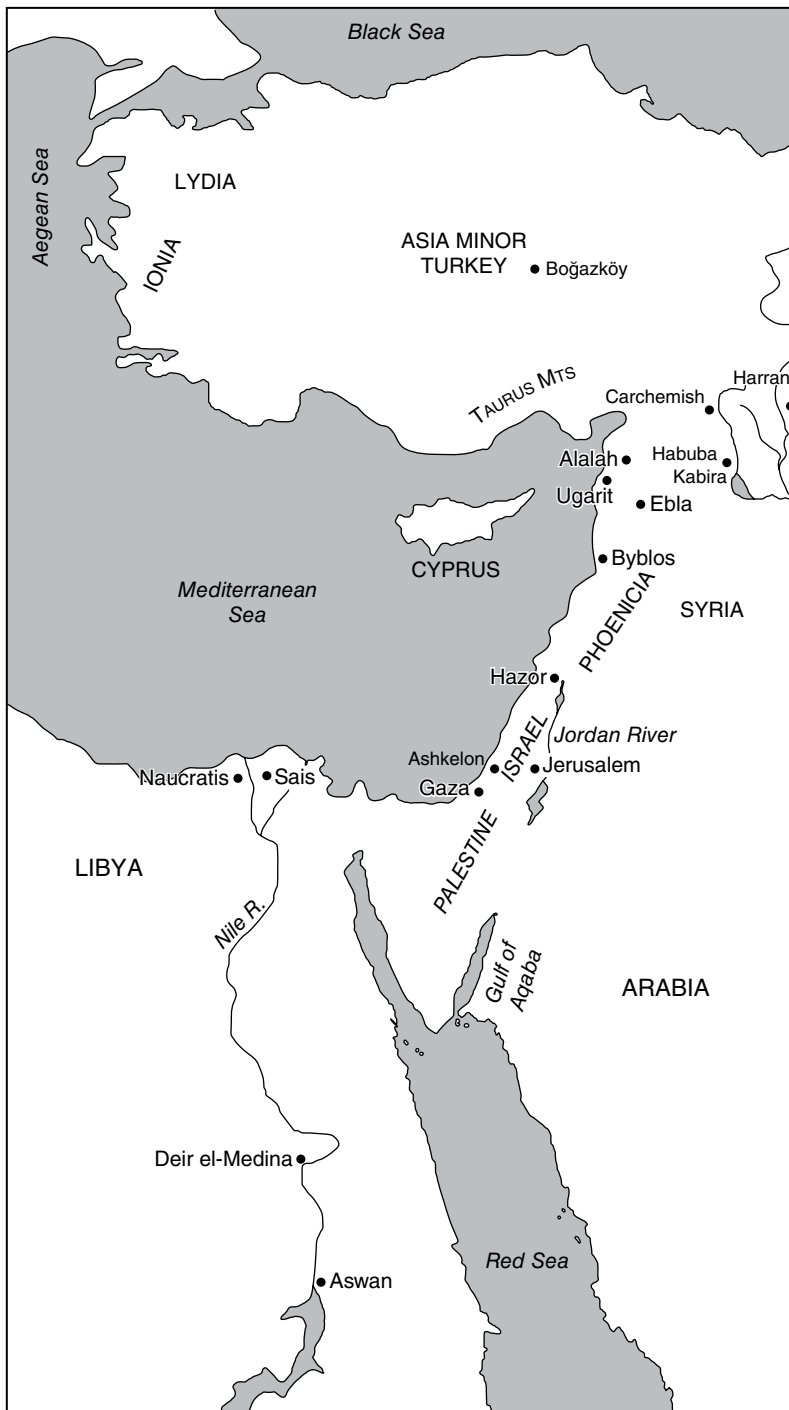 Black Sea
Aegean Sea
LYDIA
IONIA
ASIA MINOR
TURKEY
Boğazköy
TAURUS MTS
Carchemish
Harran
Alalah
Habuba
Kabira
Ugarit
Ebla
Byblos
CYPRUS
Mediterranean
Sea
PHOENICIA
SYRIA
Hazor
ISRAEL
Jordan River
Ashkelon
Jerusalem
Naucratis
Sais
Gaza
PALESTINE
LIBYA
Nile R.
Gulf of
Aqaba
ARABIA
Deir el-Medina
Red Sea
Aswan